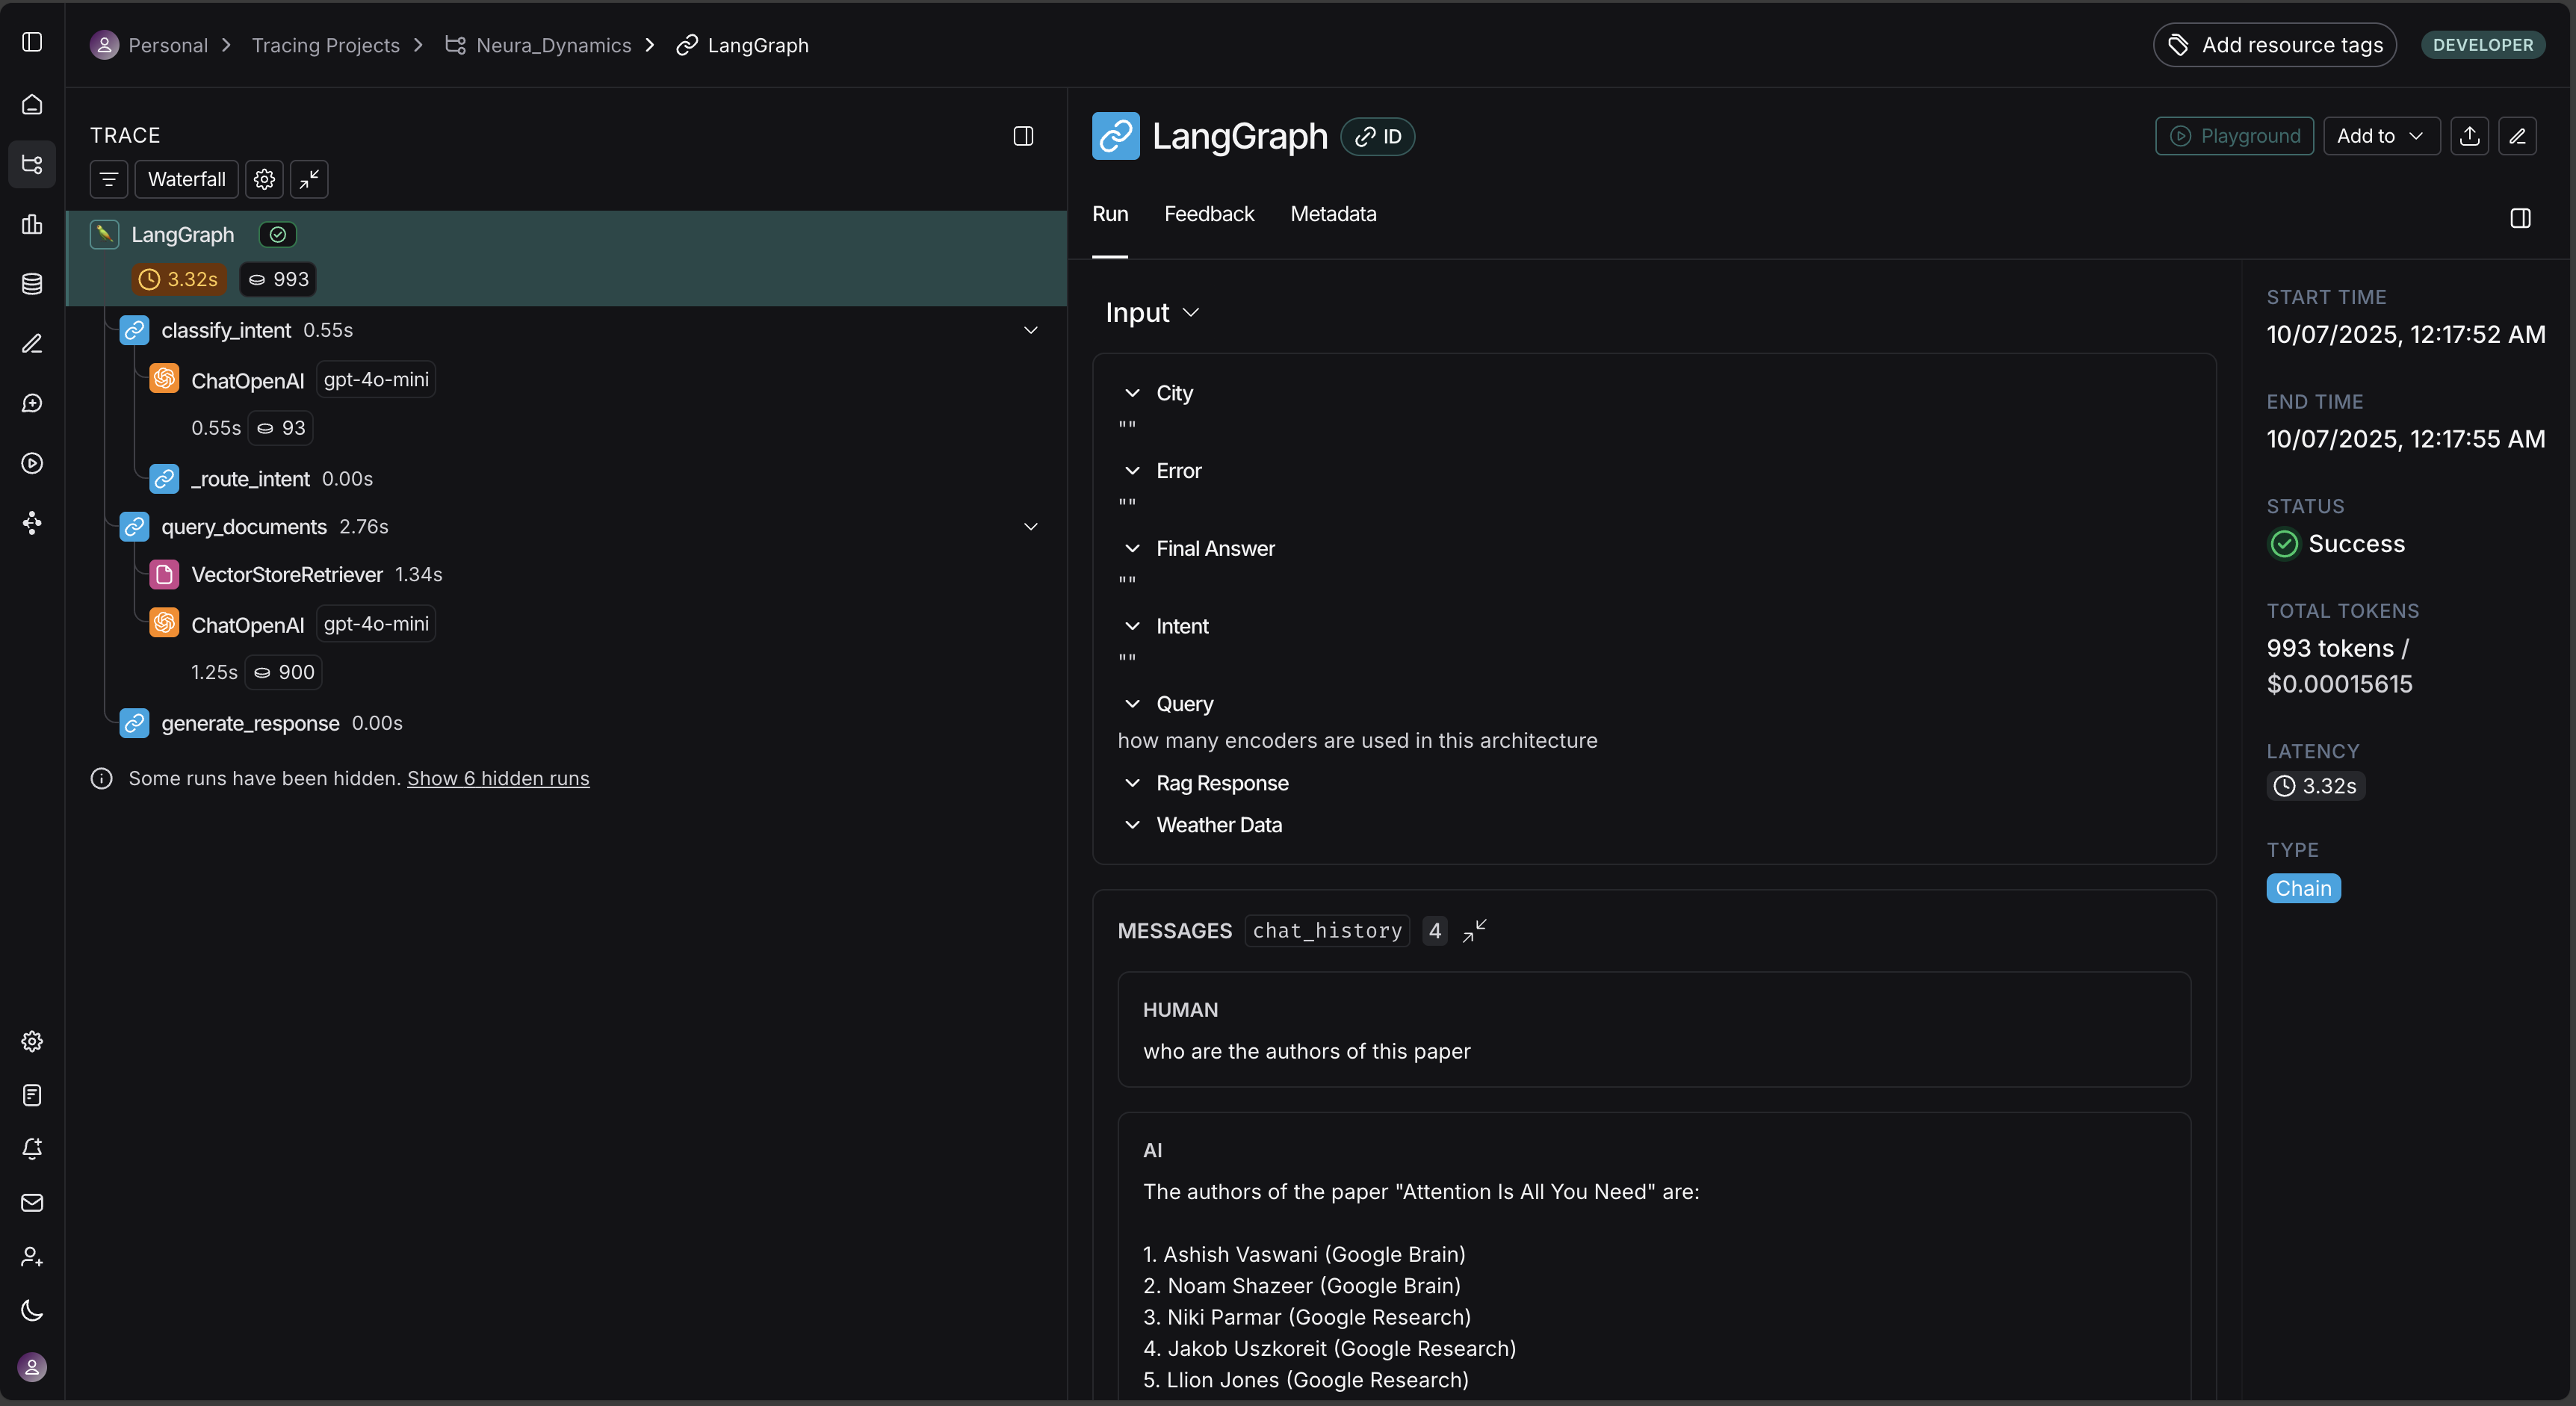 Personal > Tracing Projects > Neura_Dynamics > LangGraph
Add resource tags
DEVELOPER
TRACE
Waterfall
LangGraph
3.32s 993
classify_intent 0.55s
ChatOpenAI gpt-4o-mini
0.55s 93
_route_intent 0.00s
query_documents 2.76s
VectorStoreRetriever 1.34s
ChatOpenAI gpt-4o-mini
1.25s 900
generate_response 0.00s
Some runs have been hidden. Show 6 hidden runs
LangGraph ID
Playground
Add to
Run Feedback Metadata
Input
City
""
Error
""
Final Answer
""
Intent
""
Query
how many encoders are used in this architecture
Rag Response
Weather Data
MESSAGES chat_history 4
HUMAN
who are the authors of this paper
AI
The authors of the paper "Attention Is All You Need" are:
1. Ashish Vaswani (Google Brain)
2. Noam Shazeer (Google Brain)
3. Niki Parmar (Google Research)
4. Jakob Uszkoreit (Google Research)
5. Llion Jones (Google Research)
START TIME
10/07/2025, 12:17:52 AM
END TIME
10/07/2025, 12:17:55 AM
STATUS
Success
TOTAL TOKENS
993 tokens /
$0.00015615
LATENCY
3.32s
TYPE
Chain